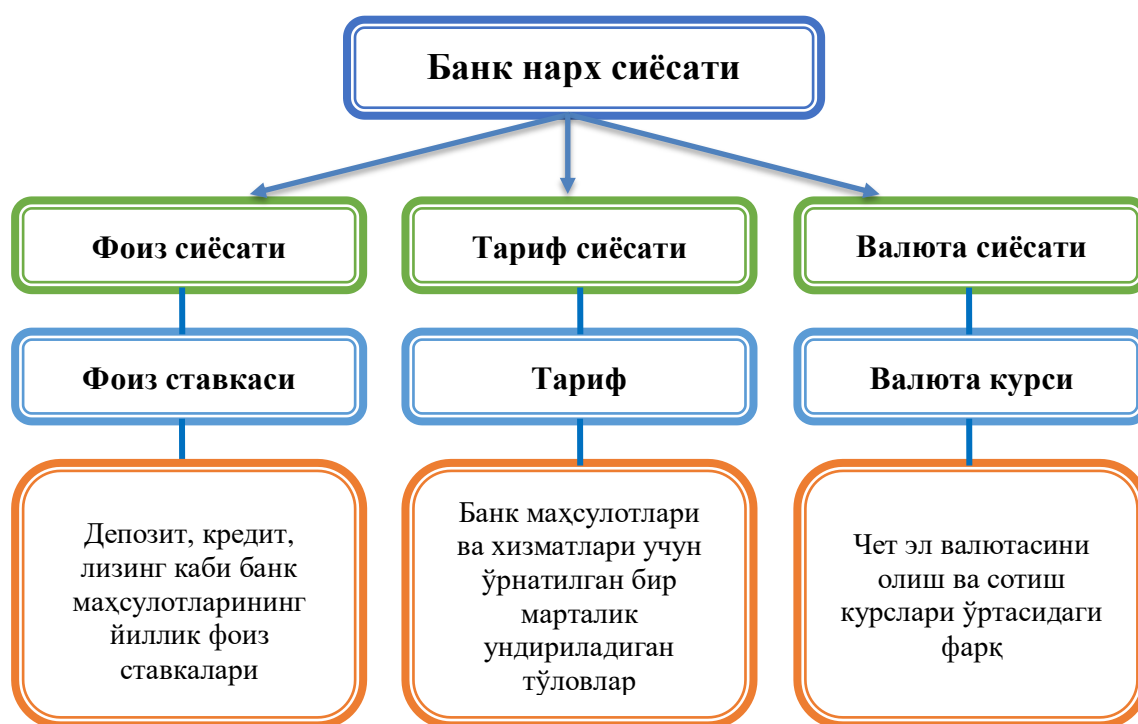 Банк нарх сиёсати
Фоиз сиёсати
Тариф сиёсати
Валюта сиёсати
Фоиз ставкаси
Тариф
Валюта курси
Депозит, кредит,
лизинг каби банк
маҳсулотларининг
йиллик фоиз
ставкалари
Банк маҳсулотлари
ва хизматлари учун
ўрнатилган бир
марталик
ундириладиган
тўловлар
Чет эл валютасини
олиш ва сотиш
курслари ўртасидаги
фарқ